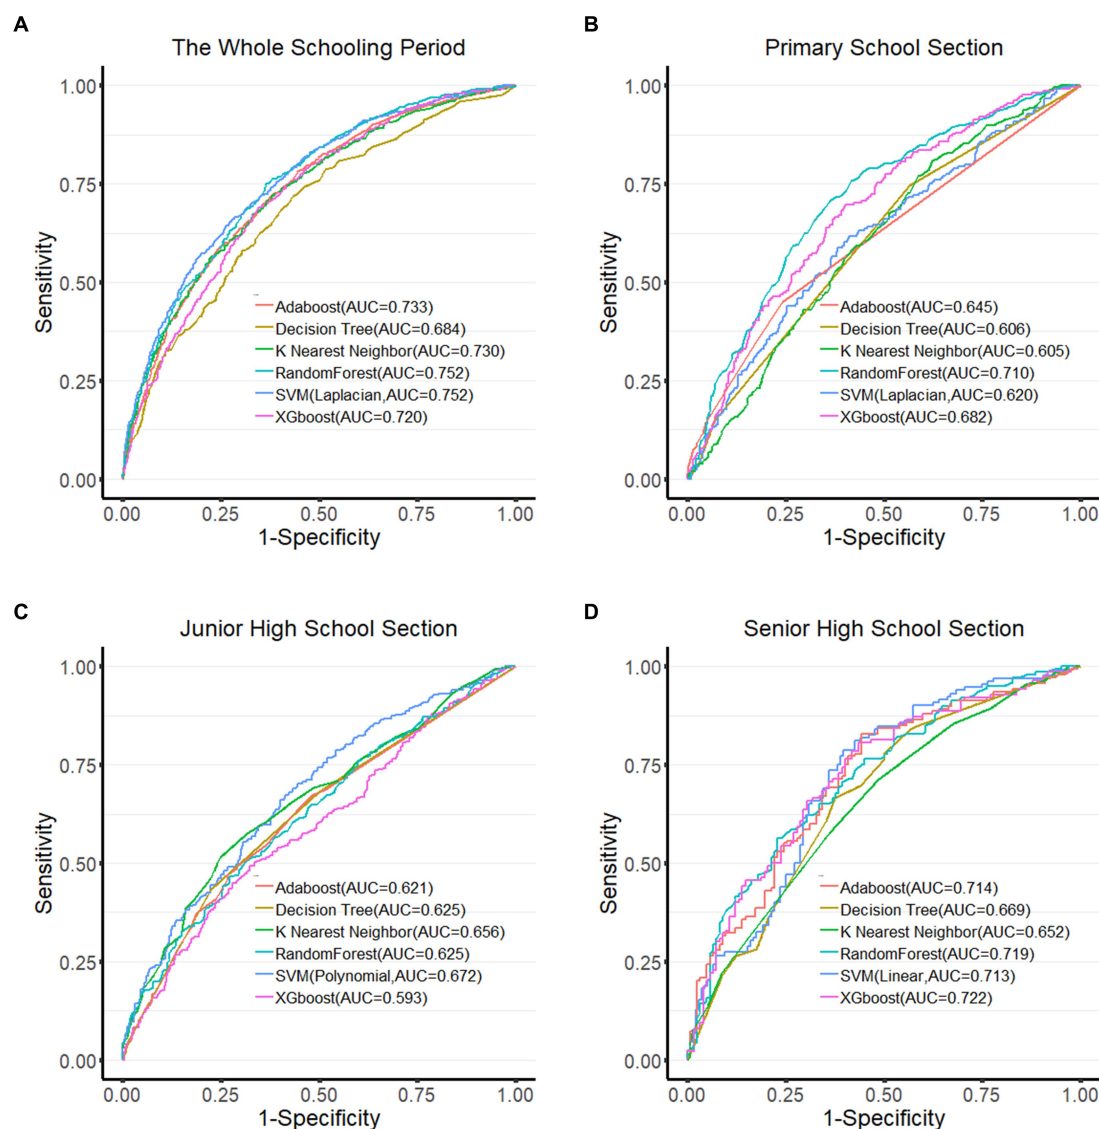 A
The Whole Schooling Period
1.00
0.75
0.50
0.25
0.00
Sensitivity
Adaboost(AUC=0.733)
Decision Tree(AUC=0.684)
K Nearest Neighbor(AUC=0.730)
RandomForest(AUC=0.752)
SVM(Laplacian,AUC=0.752)
XGboost(AUC=0.720)
0.00 0.25 0.50 0.75 1.00
1-Specificity
B
Primary School Section
1.00
0.75
0.50
0.25
0.00
Sensitivity
Adaboost(AUC=0.645)
Decision Tree(AUC=0.606)
K Nearest Neighbor(AUC=0.605)
RandomForest(AUC=0.710)
SVM(Laplacian,AUC=0.620)
XGboost(AUC=0.682)
0.00 0.25 0.50 0.75 1.00
1-Specificity
C
Junior High School Section
1.00
0.75
0.50
0.25
0.00
Sensitivity
Adaboost(AUC=0.621)
Decision Tree(AUC=0.625)
K Nearest Neighbor(AUC=0.656)
RandomForest(AUC=0.625)
SVM(Polynomial,AUC=0.672)
XGboost(AUC=0.593)
0.00 0.25 0.50 0.75 1.00
1-Specificity
D
Senior High School Section
1.00
0.75
0.50
0.25
0.00
Sensitivity
Adaboost(AUC=0.714)
Decision Tree(AUC=0.669)
K Nearest Neighbor(AUC=0.652)
RandomForest(AUC=0.719)
SVM(Linear,AUC=0.713)
XGboost(AUC=0.722)
0.00 0.25 0.50 0.75 1.00
1-Specificity